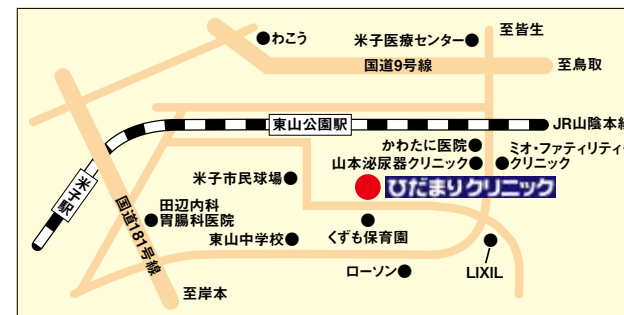 わこう
米子医療センター
至皆生
国道9号線
至鳥取
東山公園駅
JR山陰本線
かわたに医院
ミオ・ファティリティ
山本泌尿器クリニック
クリニック
米子市民球場
ひだまりクリニック
米子駅
国道181号線
田辺内科
胃腸科医院
東山中学校
くずも保育園
ローソン
LIXIL
至岸本